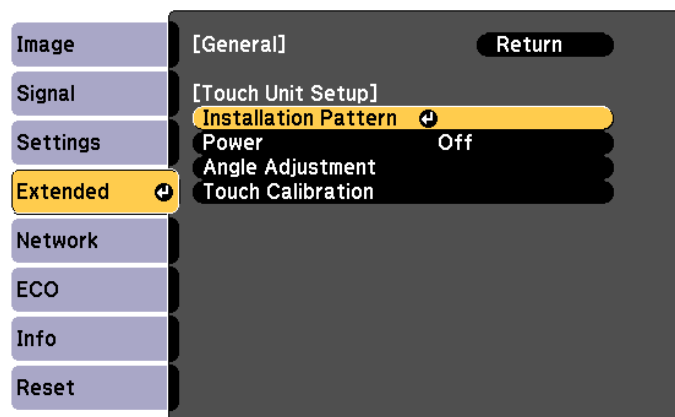 Image
Signal
Settings
Extended
Network
ECO
Info
Reset
[General] Return
[Touch Unit Setup]
Installation Pattern
Power Off
Angle Adjustment
Touch Calibration